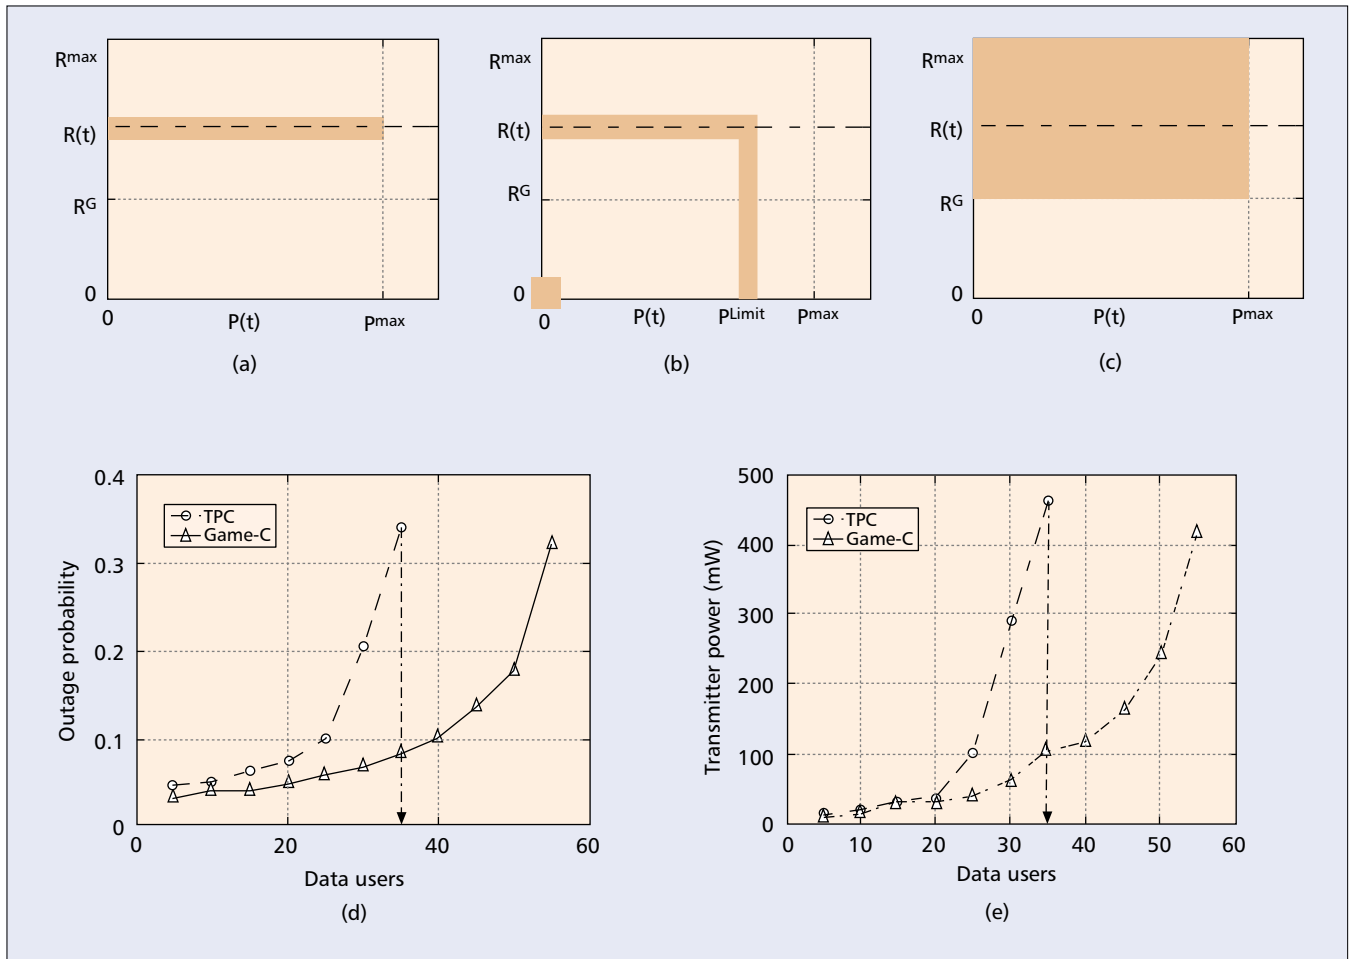 Rmax
R(t)
RG
0
0
P(t)
Pmax
(a)
Rmax
R(t)
RG
0
0
P(t)
PLimit
Pmax
(b)
Rmax
R(t)
RG
0
0
P(t)
Pmax
(c)
0.4
0.3
0.2
0.1
0
Outage probability
TPC
Game-C
0
20
40
60
Data users
(d)
500
400
300
200
100
0
Transmitter power (mW)
TPC
Game-C
0
10
20
30
40
50
60
Data users
(e)